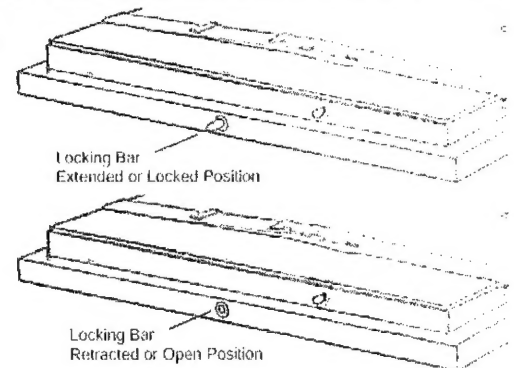 Locking Bar
Extended or Locked Position
Locking Bar
Retracted or Open Position